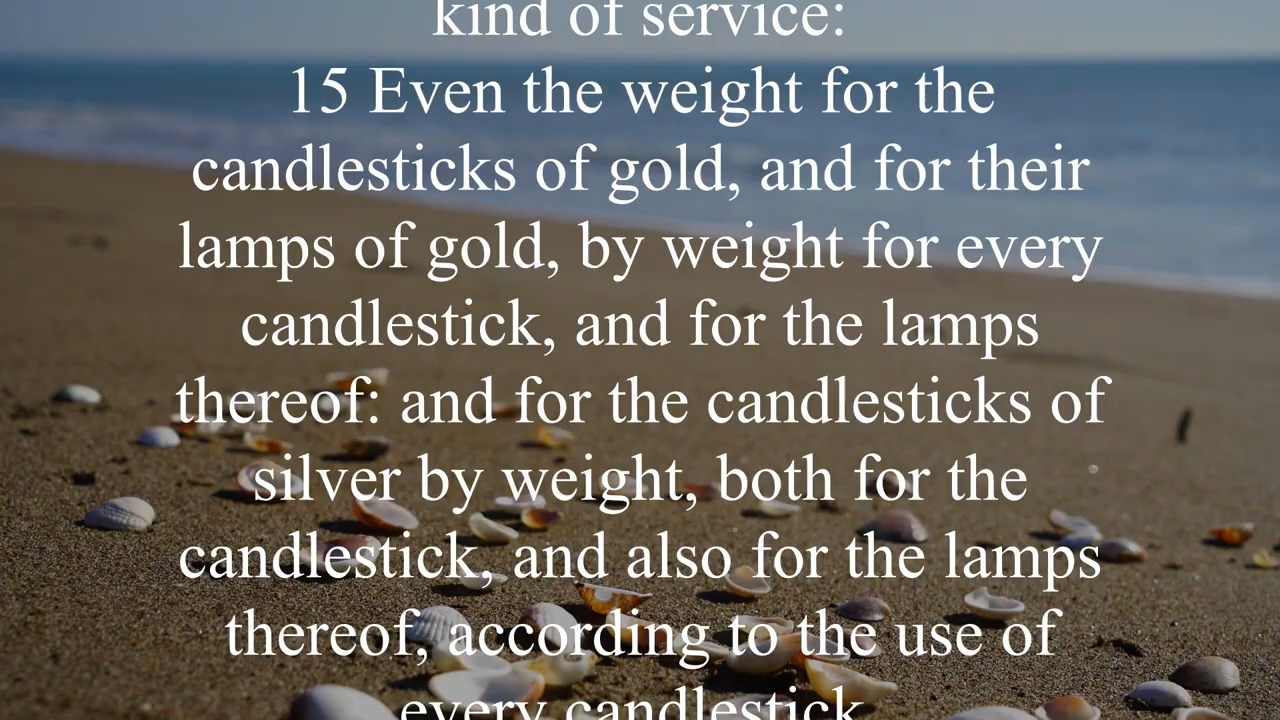 kind of service:
15 Even the weight for the
candlesticks of gold, and for their
lamps of gold, by weight for every
candlestick, and for the lamps
thereof: and for the candlesticks of
silver by weight, both for the
candlestick, and also for the lamps
thereof, according to the use of
every candlestick